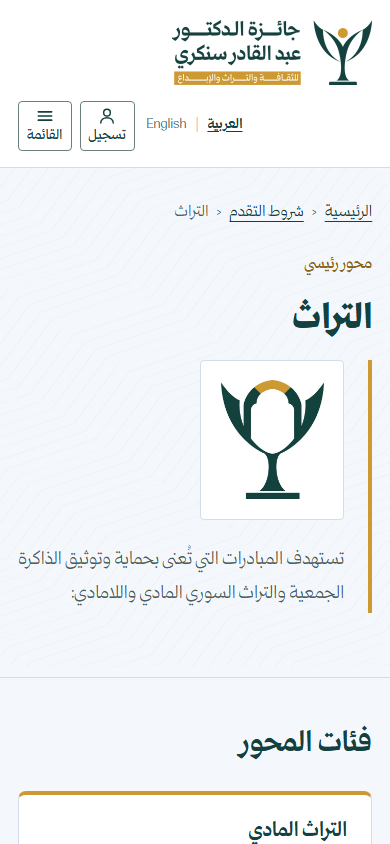 جائزة الدكتور
عبد القادر سنكري
للثقافة والتراث والإبداع
العربية | English
تسجيل
القائمة
الرئيسية › شروط التقدم › التراث
محور رئيسي
التراث
تستهدف المبادرات التي تُعنى بحماية وتوثيق الذاكرة
الجمعية والتراث السوري المادي واللامادي:
فئات المحور
التراث المادي